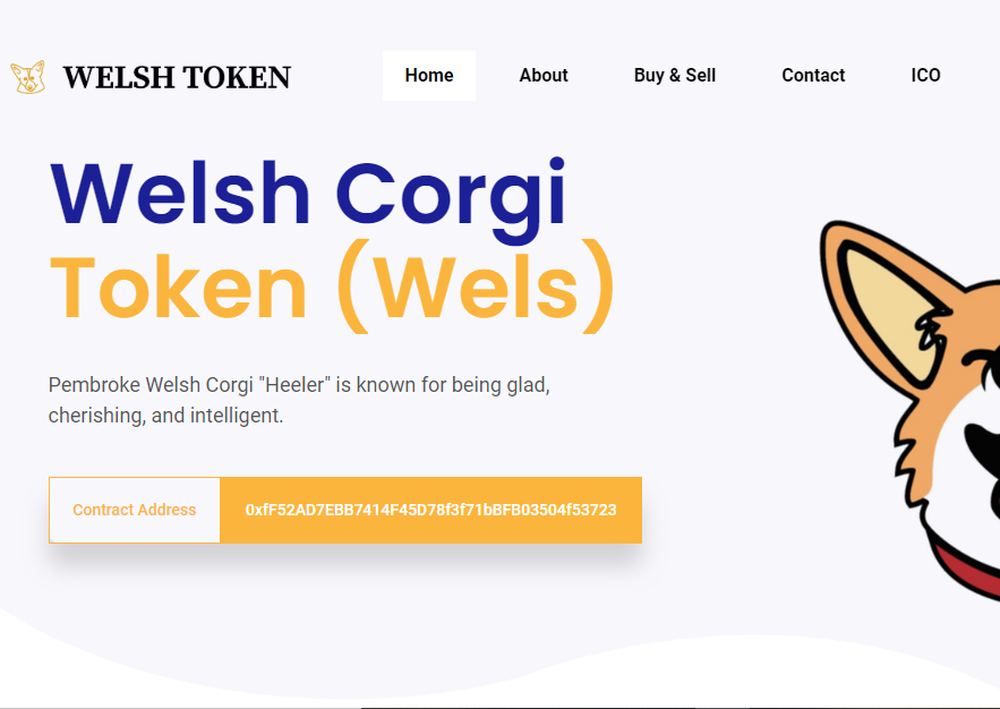 WELSH TOKEN
Home
About
Buy & Sell
Contact
ICO
Welsh Corgi
Token (Wels)
Pembroke Welsh Corgi "Heeler" is known for being glad,
cherishing, and intelligent.
Contract Address
0xfF52AD7EBB7414F45D78f3f71bBFB03504f53723